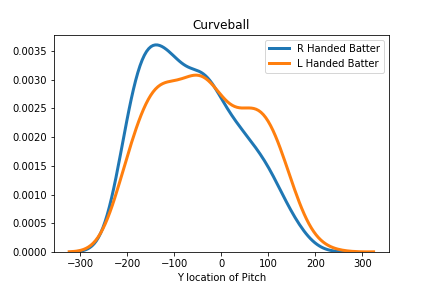 Curveball
R Handed Batter
L Handed Batter
0.0035
0.0030
0.0025
0.0020
0.0015
0.0010
0.0005
0.0000
−300 −200 −100 0 100 200 300
Y location of Pitch